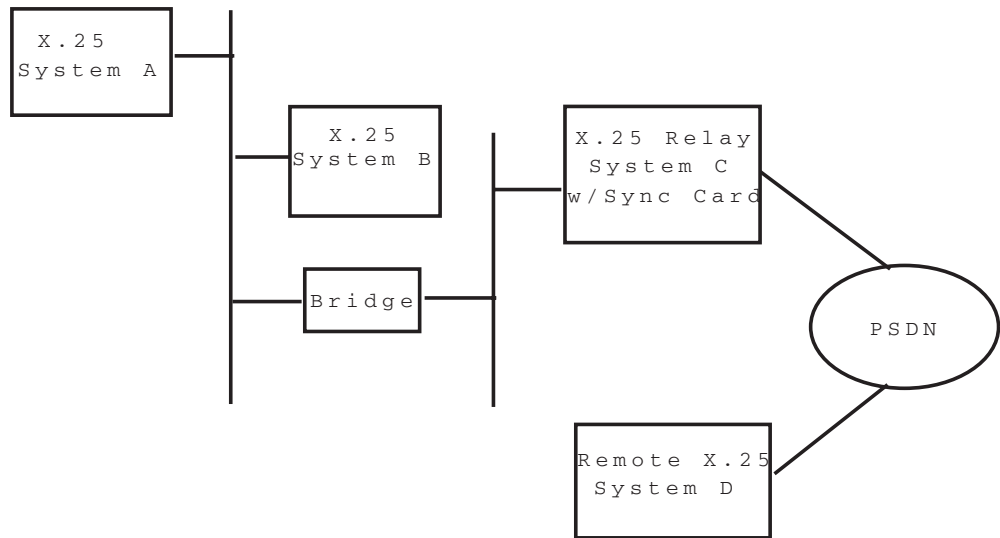 X.25
System A
X.25
System B
X.25 Relay
System C
w/Sync Card
Bridge
PSDN
Remote X.25
System D